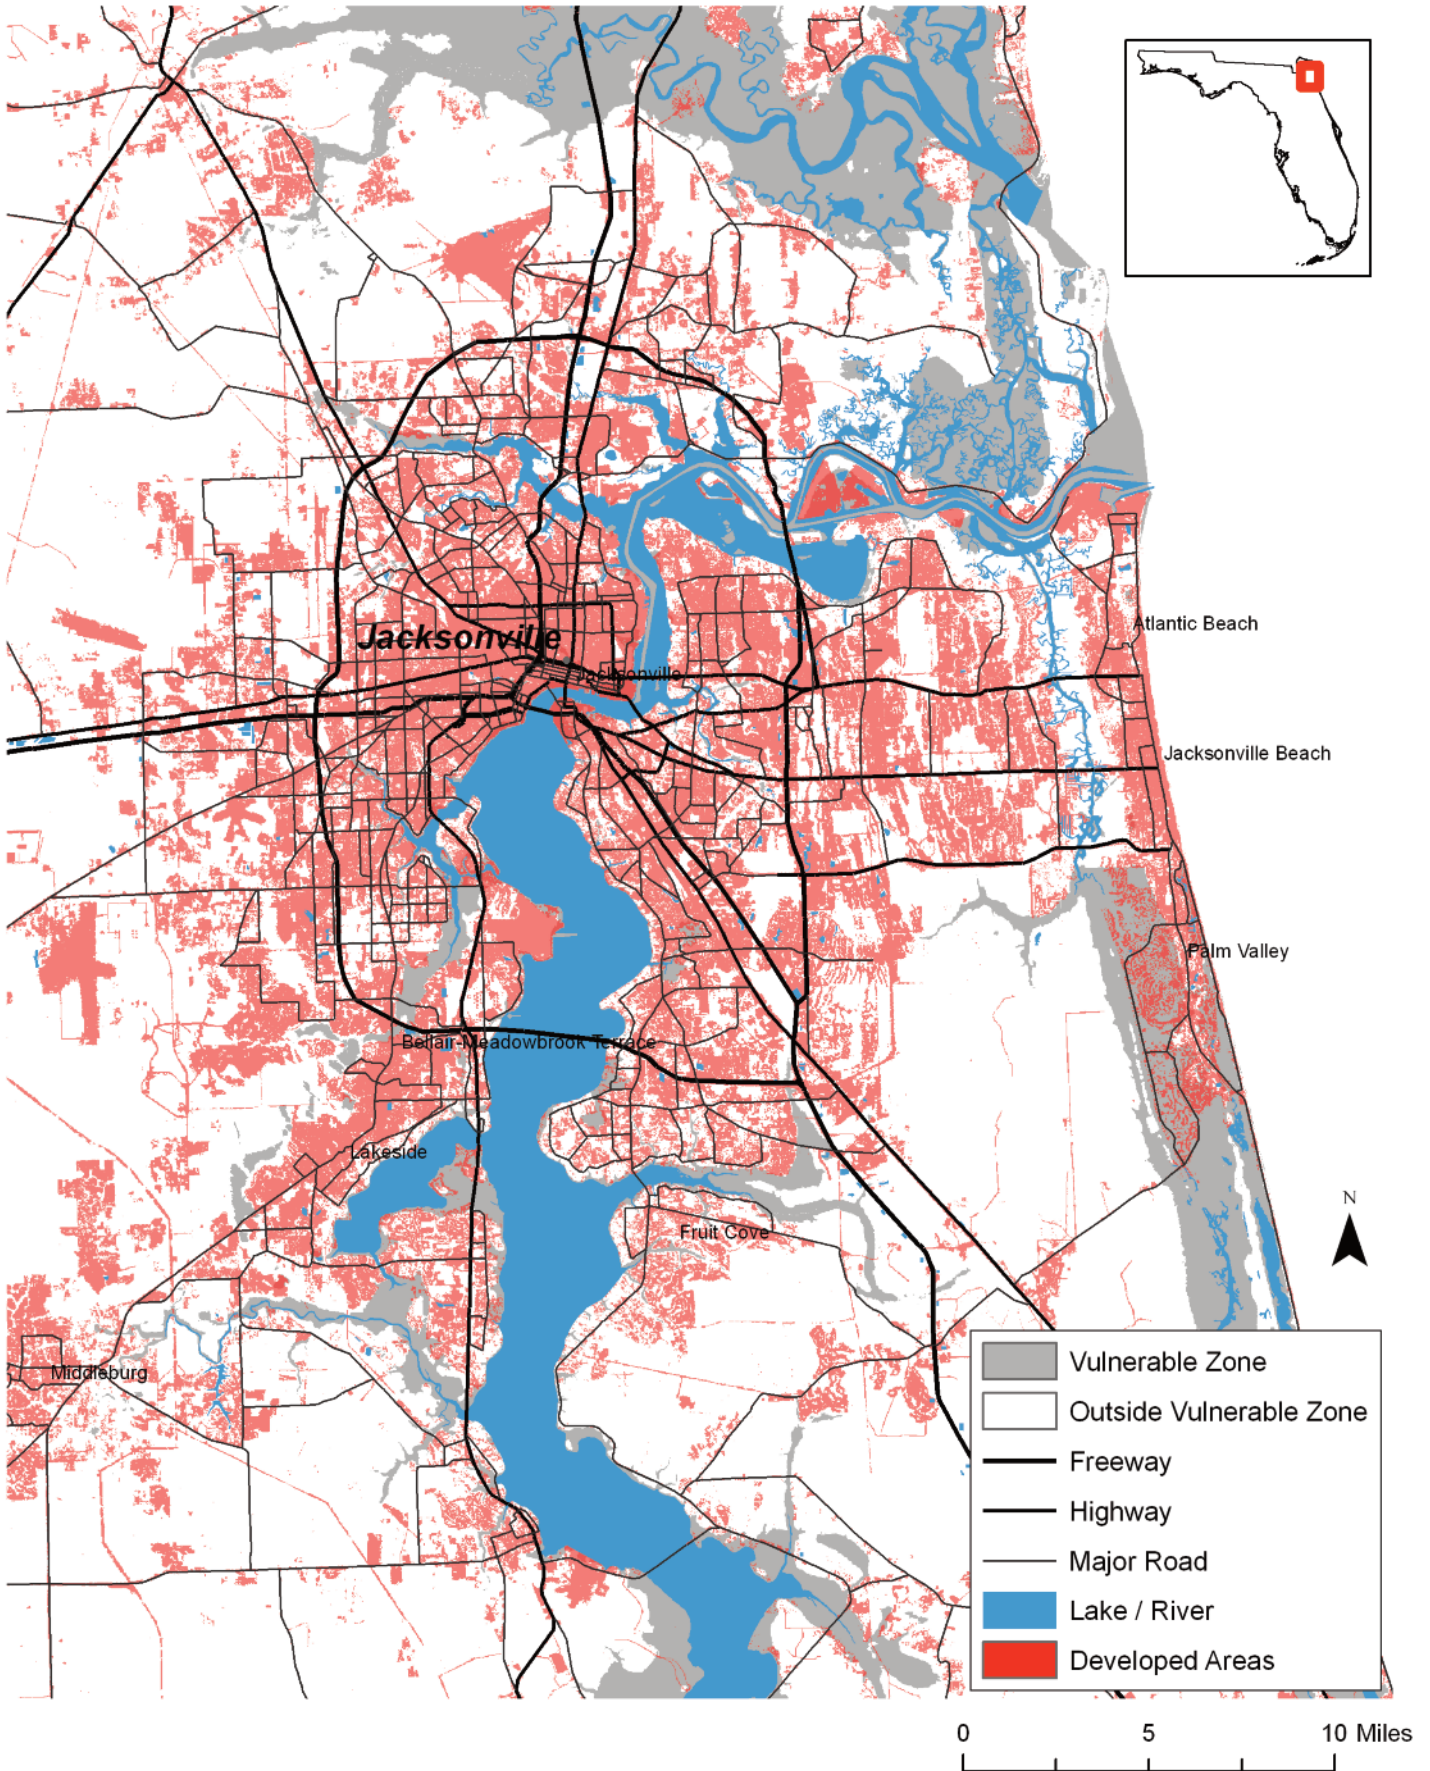 Jacksonville
Jacksonville
Atlantic Beach
Jacksonville Beach
Palm Valley
Bellair-Meadowbrook Terrace
Lakeside
Fruit Cove
Middleburg
N
Vulnerable Zone
Outside Vulnerable Zone
Freeway
Highway
Major Road
Lake / River
Developed Areas
0 5 10 Miles